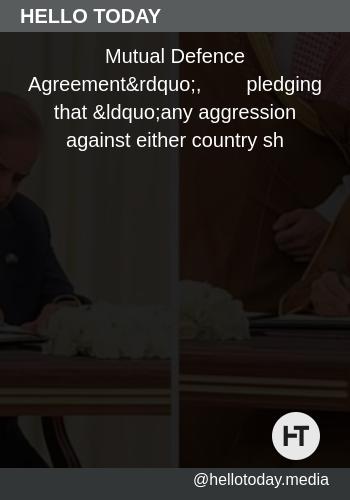 HELLO TODAY
Mutual Defence
Agreement&rdquo;, pledging
that &ldquo;any aggression
against either country sh
HT
@hellotoday.media